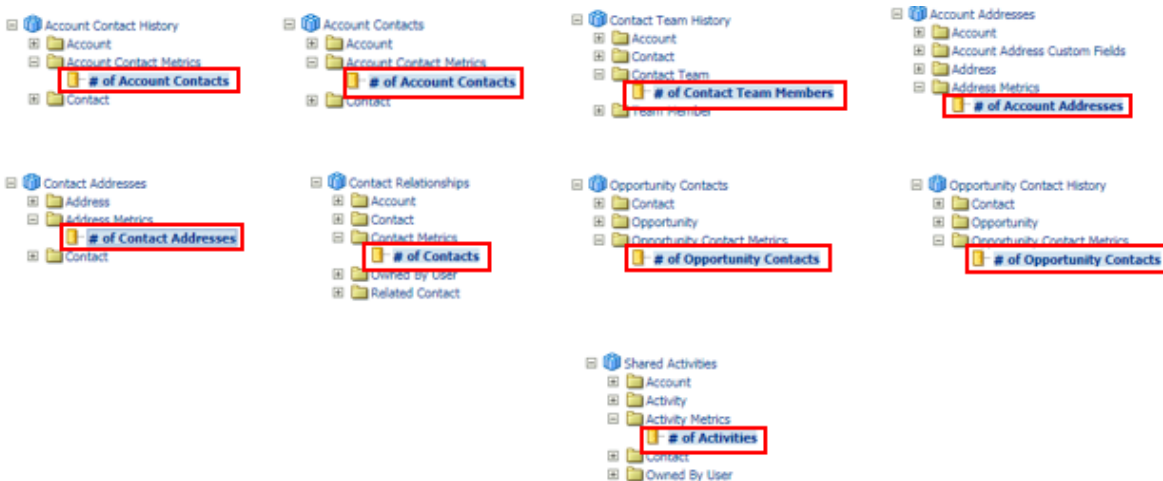 Account Contact History
Account
Account Contact Metrics
# of Account Contacts
Contact
Account Contacts
Account
Account Contact Metrics
# of Account Contacts
Contact
Contact Team History
Account
Contact
Contact Team
# of Contact Team Members
Team Member
Account Addresses
Account
Account Address Custom Fields
Address
Address Metrics
# of Account Addresses
Contact Addresses
Address
Address Metrics
# of Contact Addresses
Contact
Contact Relationships
Account
Contact
Contact Metrics
# of Contacts
Owned By User
Related Contact
Opportunity Contacts
Contact
Opportunity
Opportunity Contact Metrics
# of Opportunity Contacts
Opportunity Contact History
Contact
Opportunity
Opportunity Contact Metrics
# of Opportunity Contacts
Shared Activities
Account
Activity
Activity Metrics
# of Activities
Contact
Owned By User